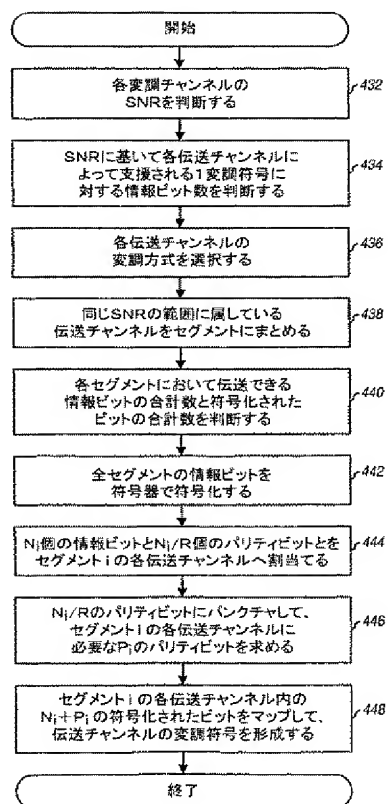 開始
各変調チャンネルの
SNRを判断する
432
SNRに基いて各伝送チャンネルに
よって支援される1変調符号に
対する情報ビット数を判断する
434
各伝送チャンネルの
変調方式を選択する
436
同じSNRの範囲に属している
伝送チャンネルをセグメントにまとめる
438
各セグメントにおいて伝送できる
情報ビットの合計数と符号化された
ビットの合計数を判断する
440
全セグメントの情報ビットを
符号器で符号化する
442
Ni個の情報ビットとNi/R個のパリティビットとを
セグメントiの各伝送チャンネルへ割当てる
444
Ni/Rのパリティビットにパンクチャして、
セグメントiの各伝送チャンネルに
必要なPiのパリティビットを求める
446
セグメントiの各伝送チャンネル内の
Ni+Piの符号化されたビットをマップして、
伝送チャンネルの変調符号を形成する
448
終了